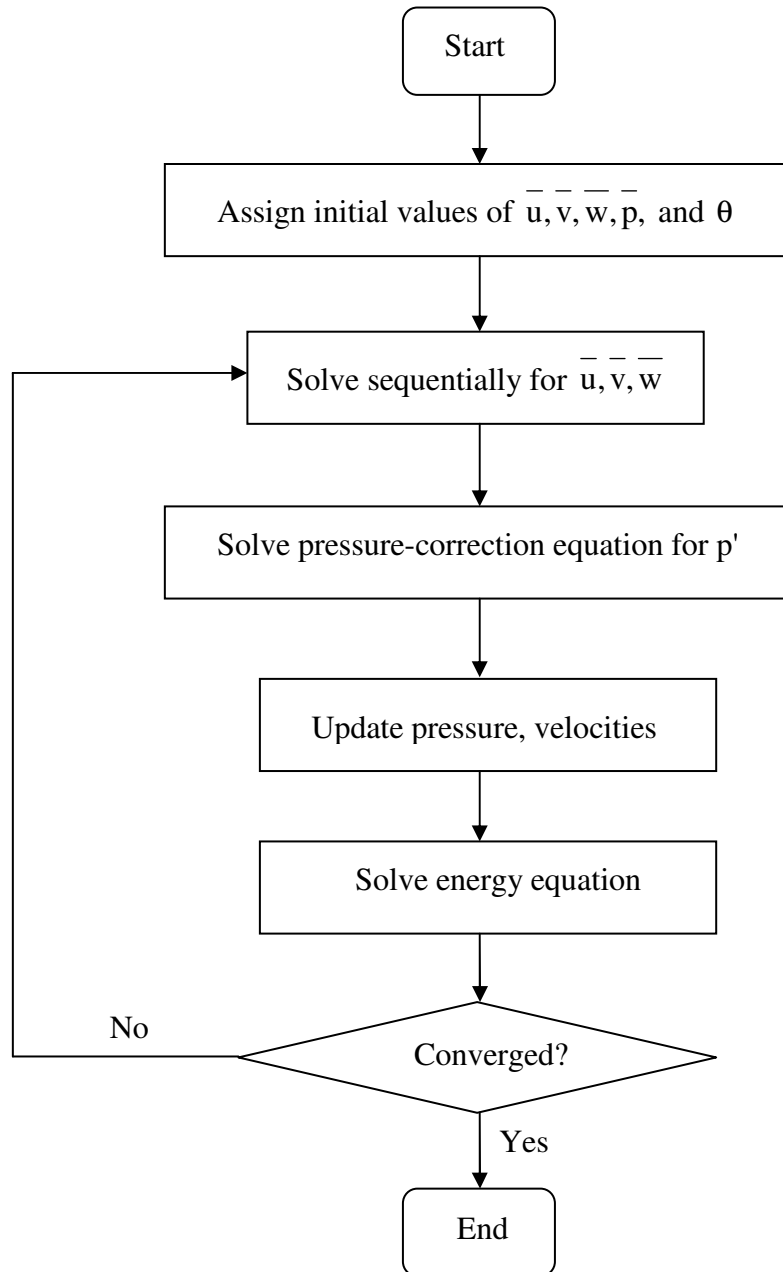 Start
Assign initial values of u̅, v̅, w̅, p̅, and θ
Solve sequentially for u̅, v̅, w̅
Solve pressure-correction equation for p'
Update pressure, velocities
Solve energy equation
No
Converged?
Yes
End